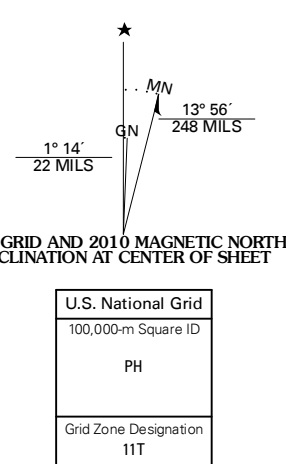 ★
MN
GN
13° 56´
248 MILS
1° 14´
22 MILS
GRID AND 2010 MAGNETIC NORTH
CLINATION AT CENTER OF SHEET
U.S. National Grid
100,000-m Square ID
PH
Grid Zone Designation
11T